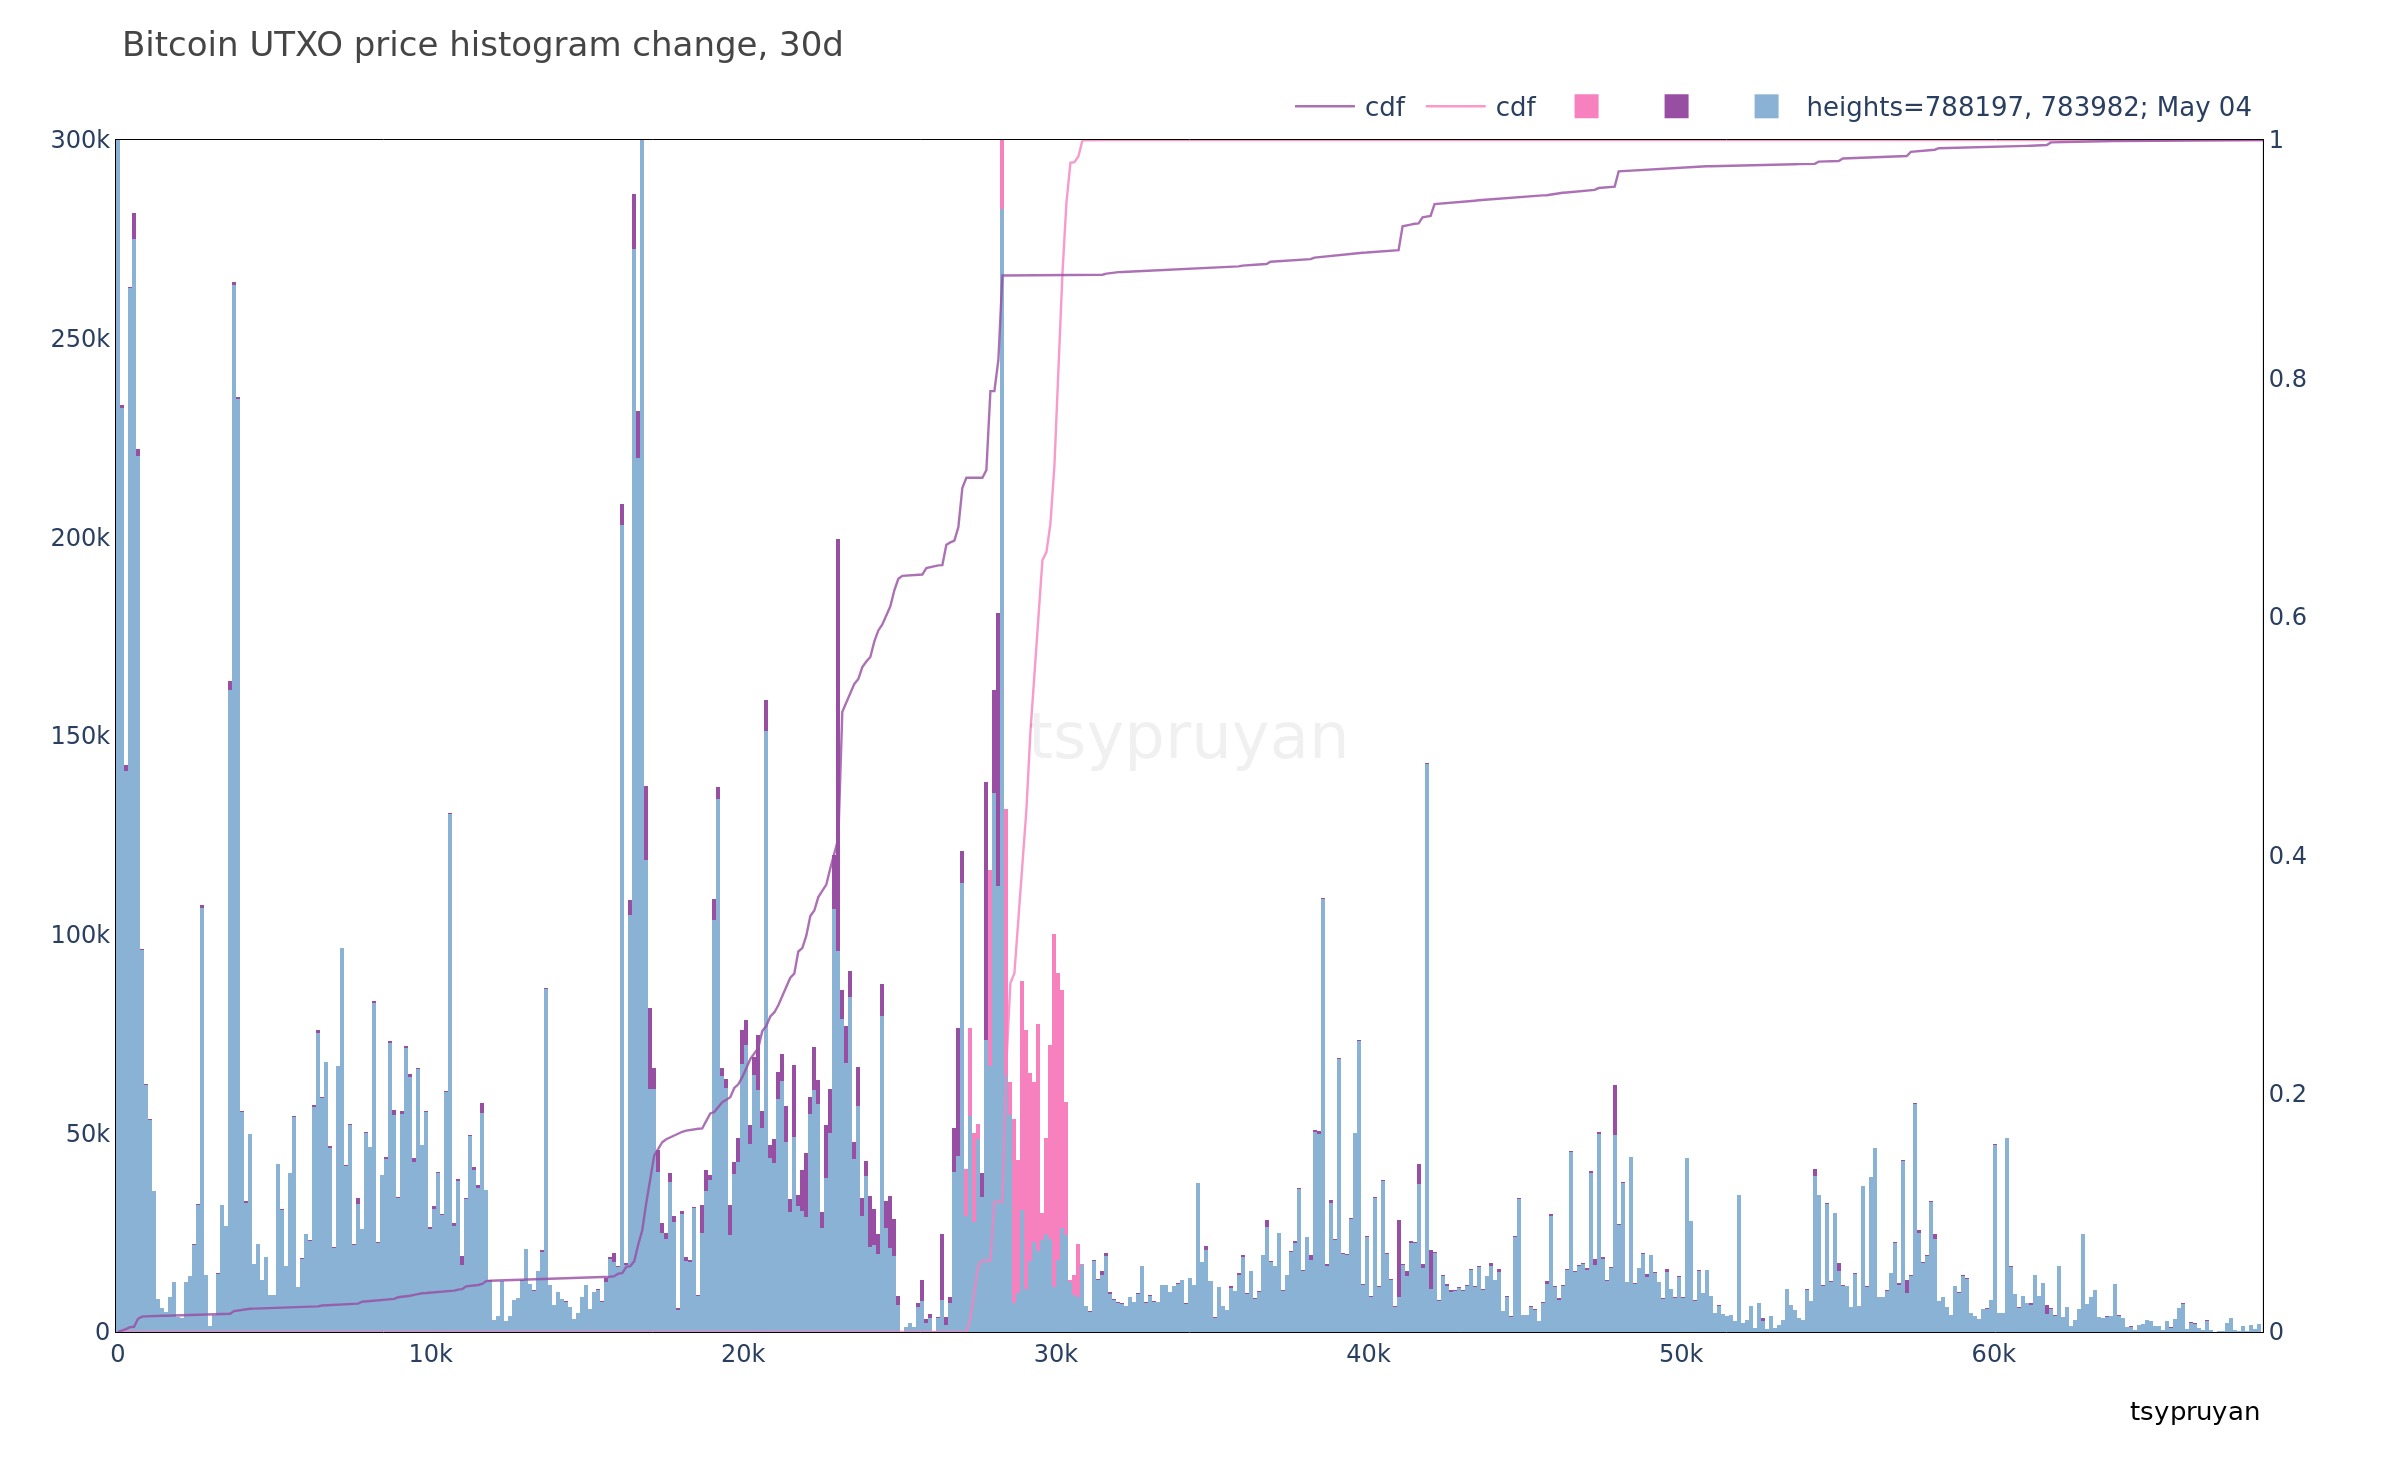 Bitcoin UTXO price histogram change, 30d
cdf cdf heights=788197, 783982; May 04
300k 1
250k
0.8
200k
0.6
150k
tsypruyan
0.4
100k
0.2
50k
0 0
0 10k 20k 30k 40k 50k 60k
tsypruyan